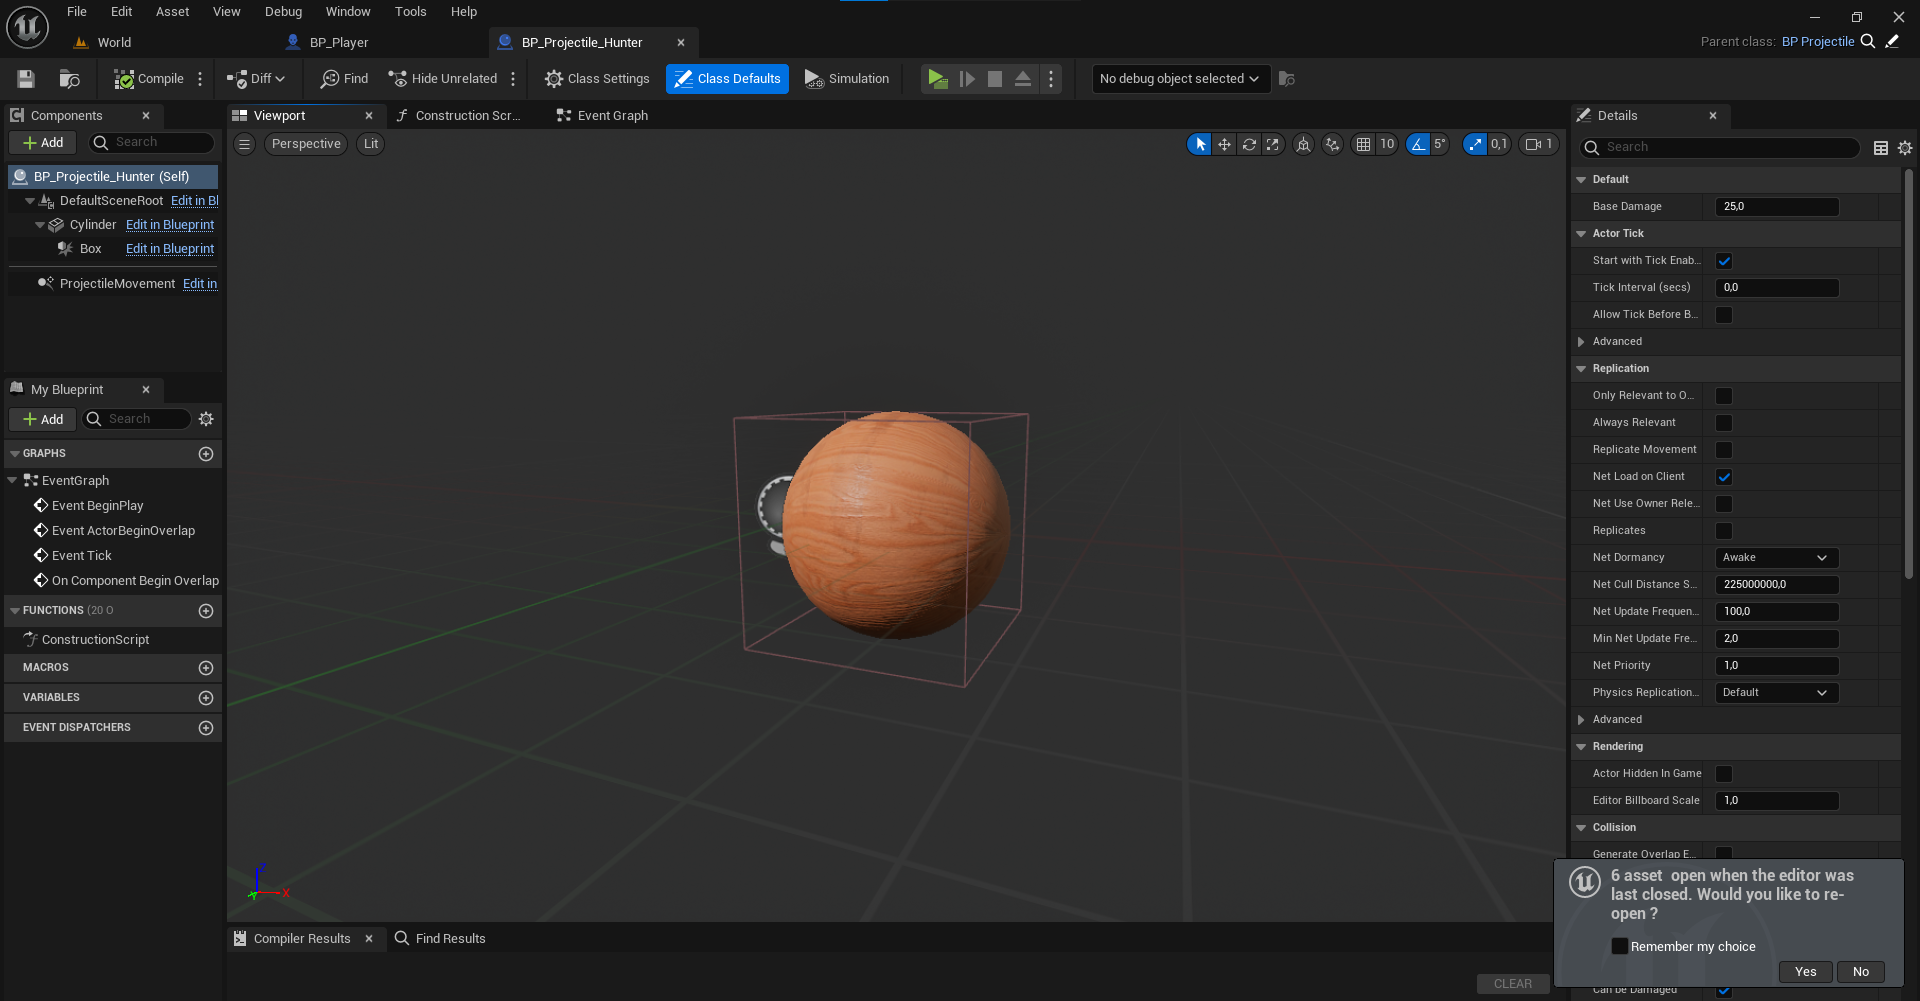 File Edit Asset View Debug Window Tools Help
World BP_Player BP_Projectile_Hunter
Parent class: BP Projectile
Compile Diff Find Hide Unrelated Class Settings Class Defaults Simulation No debug object selected
Components
Add Search
BP_Projectile_Hunter (Self)
DefaultSceneRoot Edit in Bl
Cylinder Edit in Blueprint
Box Edit in Blueprint
ProjectileMovement Edit in
My Blueprint
Add Search
GRAPHS
EventGraph
Event BeginPlay
Event ActorBeginOverlap
Event Tick
On Component Begin Overlap
FUNCTIONS (20 O
ConstructionScript
MACROS
VARIABLES
EVENT DISPATCHERS
Viewport Construction Scr... Event Graph
Perspective Lit
10 5° 0,1 1
Z
X
Y
Compiler Results Find Results
CLEAR
Details
Search
Default
Base Damage 25,0
Actor Tick
Start with Tick Enab...
Tick Interval (secs) 0,0
Allow Tick Before B...
Advanced
Replication
Only Relevant to O...
Always Relevant
Replicate Movement
Net Load on Client
Net Use Owner Rele...
Replicates
Net Dormancy Awake
Net Cull Distance S... 225000000,0
Net Update Frequen... 100,0
Min Net Update Fre... 2,0
Net Priority 1,0
Physics Replication... Default
Advanced
Rendering
Actor Hidden In Game
Editor Billboard Scale 1,0
Collision
Generate Overlap E...
6 asset open when the editor was
last closed. Would you like to re-
open ?
Remember my choice
Yes No
Can be Damaged